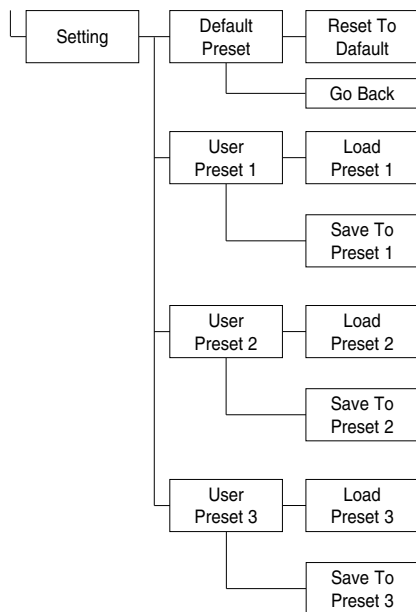 Setting
Default
Preset
Reset To
Dafault
Go Back
User
Preset 1
Load
Preset 1
Save To
Preset 1
User
Preset 2
Load
Preset 2
Save To
Preset 2
User
Preset 3
Load
Preset 3
Save To
Preset 3